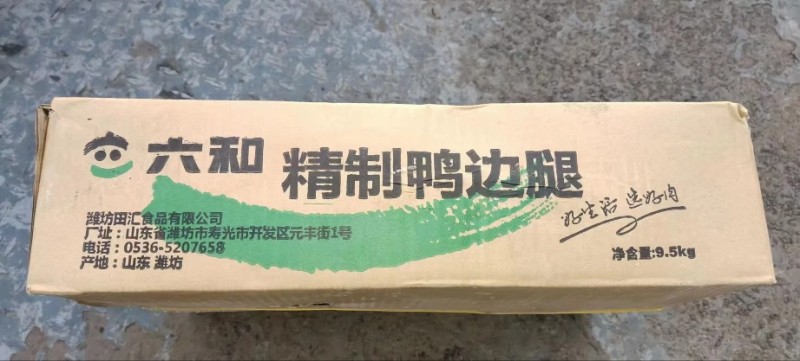 六和
精制鸭边腿
好生活 选好肉
潍坊田汇食品有限公司
厂址：山东省潍坊市寿光市开发区元丰街1号
电话：0536-5207658
产地：山东 潍坊
净含量:9.5kg